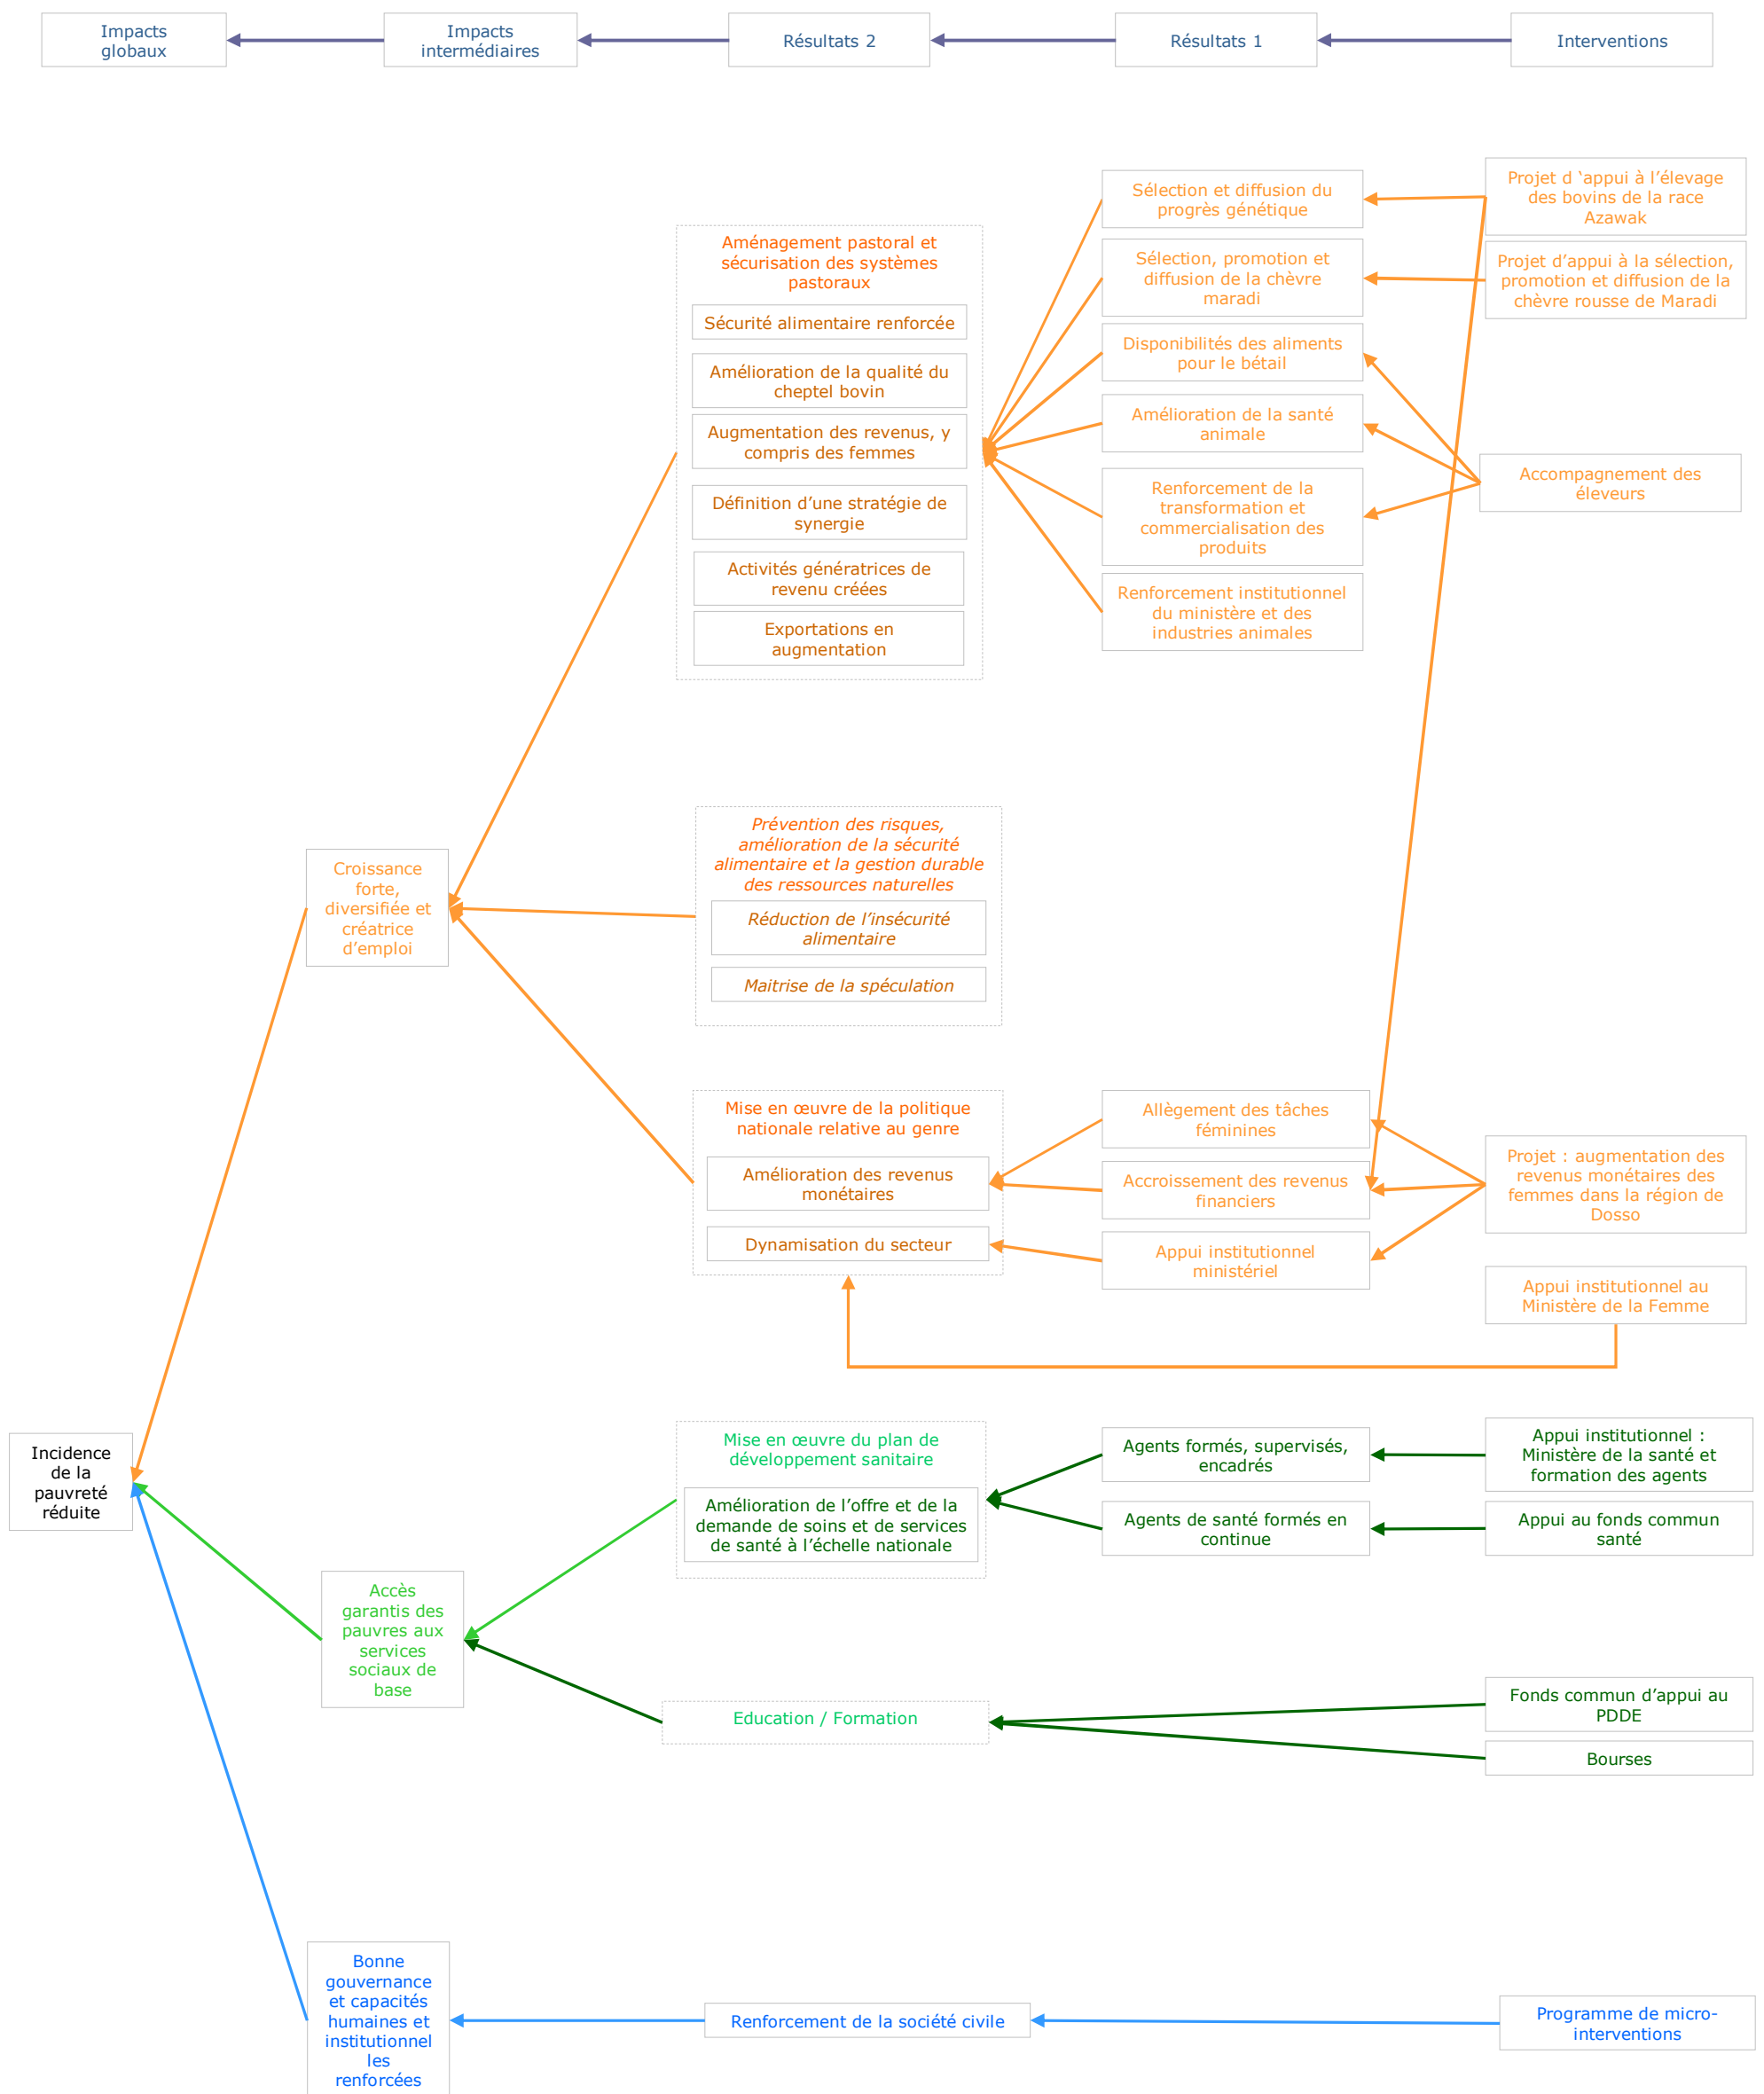 Impacts
globaux
Impacts
intermédiaires
Résultats 2
Résultats 1
Interventions
Projet d ‘appui à l’élevage
des bovins de la race
Azawak
Projet d’appui à la sélection,
promotion et diffusion de la
chèvre rousse de Maradi
Accompagnement des
éleveurs
Sélection et diffusion du
progrès génétique
Sélection, promotion et
diffusion de la chèvre
maradi
Disponibilités des aliments
pour le bétail
Amélioration de la santé
animale
Renforcement de la
transformation et
commercialisation des
produits
Renforcement institutionnel
du ministère et des
industries animales
Aménagement pastoral et
sécurisation des systèmes
pastoraux
Sécurité alimentaire renforcée
Amélioration de la qualité du
cheptel bovin
Augmentation des revenus, y
compris des femmes
Définition d’une stratégie de
synergie
Activités génératrices de
revenu créées
Exportations en
augmentation
Croissance
forte,
diversifiée et
créatrice
d’emploi
Prévention des risques,
amélioration de la sécurité
alimentaire et la gestion durable
des ressources naturelles
Réduction de l’insécurité
alimentaire
Maitrise de la spéculation
Mise en œuvre de la politique
nationale relative au genre
Amélioration des revenus
monétaires
Dynamisation du secteur
Allègement des tâches
féminines
Accroissement des revenus
financiers
Appui institutionnel
ministériel
Projet : augmentation des
revenus monétaires des
femmes dans la région de
Dosso
Appui institutionnel au
Ministère de la Femme
Incidence
de la
pauvreté
réduite
Mise en œuvre du plan de
développement sanitaire
Amélioration de l’offre et de la
demande de soins et de services
de santé à l’échelle nationale
Agents formés, supervisés,
encadrés
Agents de santé formés en
continue
Appui institutionnel :
Ministère de la santé et
formation des agents
Appui au fonds commun
santé
Accès
garantis des
pauvres aux
services
sociaux de
base
Education / Formation
Fonds commun d’appui au
PDDE
Bourses
Bonne
gouvernance
et capacités
humaines et
institutionnel
les
renforcées
Renforcement de la société civile
Programme de micro-
interventions